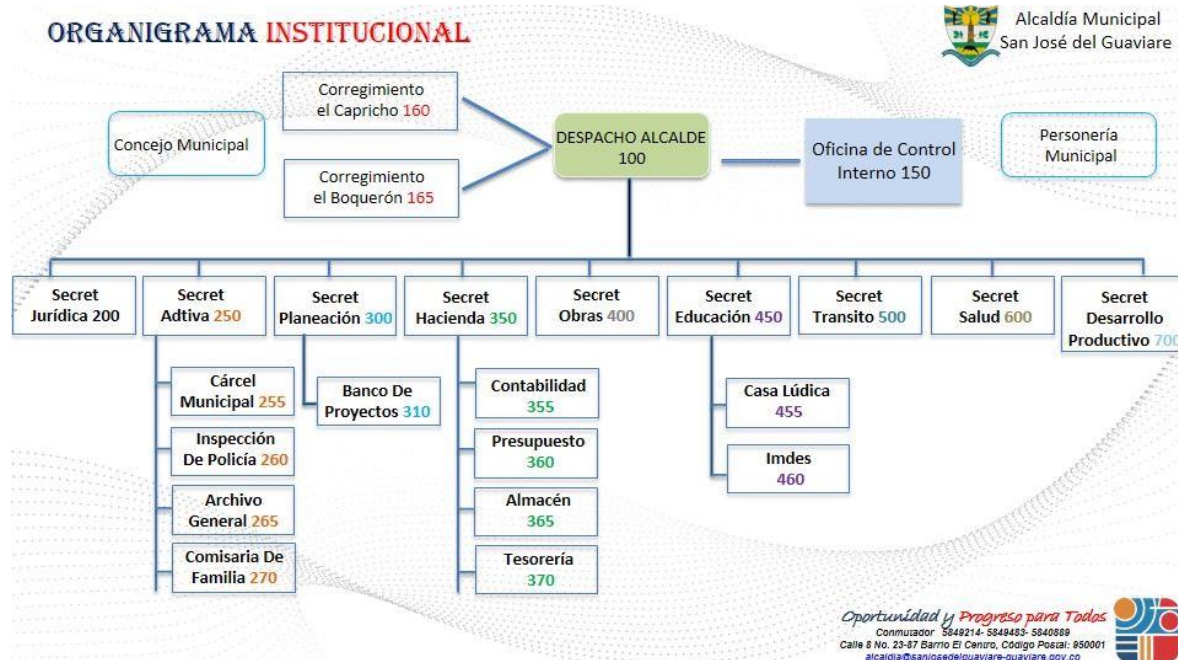 ORGANIGRAMA INSTITUCIONAL
Alcaldía Municipal
San José del Guaviare
Corregimiento
el Capricho 160
Concejo Municipal
DESPACHO ALCALDE
100
Oficina de Control
Interno 150
Personería
Municipal
Corregimiento
el Boquerón 165
Secret
Jurídica 200
Secret
Adtiva 250
Secret
Planeación 300
Secret
Hacienda 350
Secret
Obras 400
Secret
Educación 450
Secret
Transito 500
Secret
Salud 600
Secret
Desarrollo
Productivo 700
Cárcel
Municipal 255
Inspección
De Policía 260
Archivo
General 265
Comisaria De
Familia 270
Banco De
Proyectos 310
Contabilidad
355
Presupuesto
360
Almacén
365
Tesorería
370
Casa Lúdica
455
Imdes
460
Oportunidad y Progreso para Todos
Conmutador 5849214- 5849483- 5840889
Calle 8 No. 23-87 Barrio El Centro, Código Postal: 950001
alcaldia@sanjosedelguaviare-guaviare.gov.co